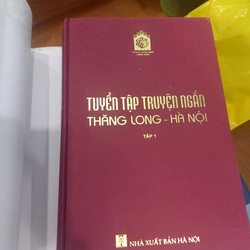 TUYỂN TẬP TRUYỆN NGẮN
THĂNG LONG - HÀ NỘI
TẬP 1
NHÀ XUẤT BẢN HÀ NỘI